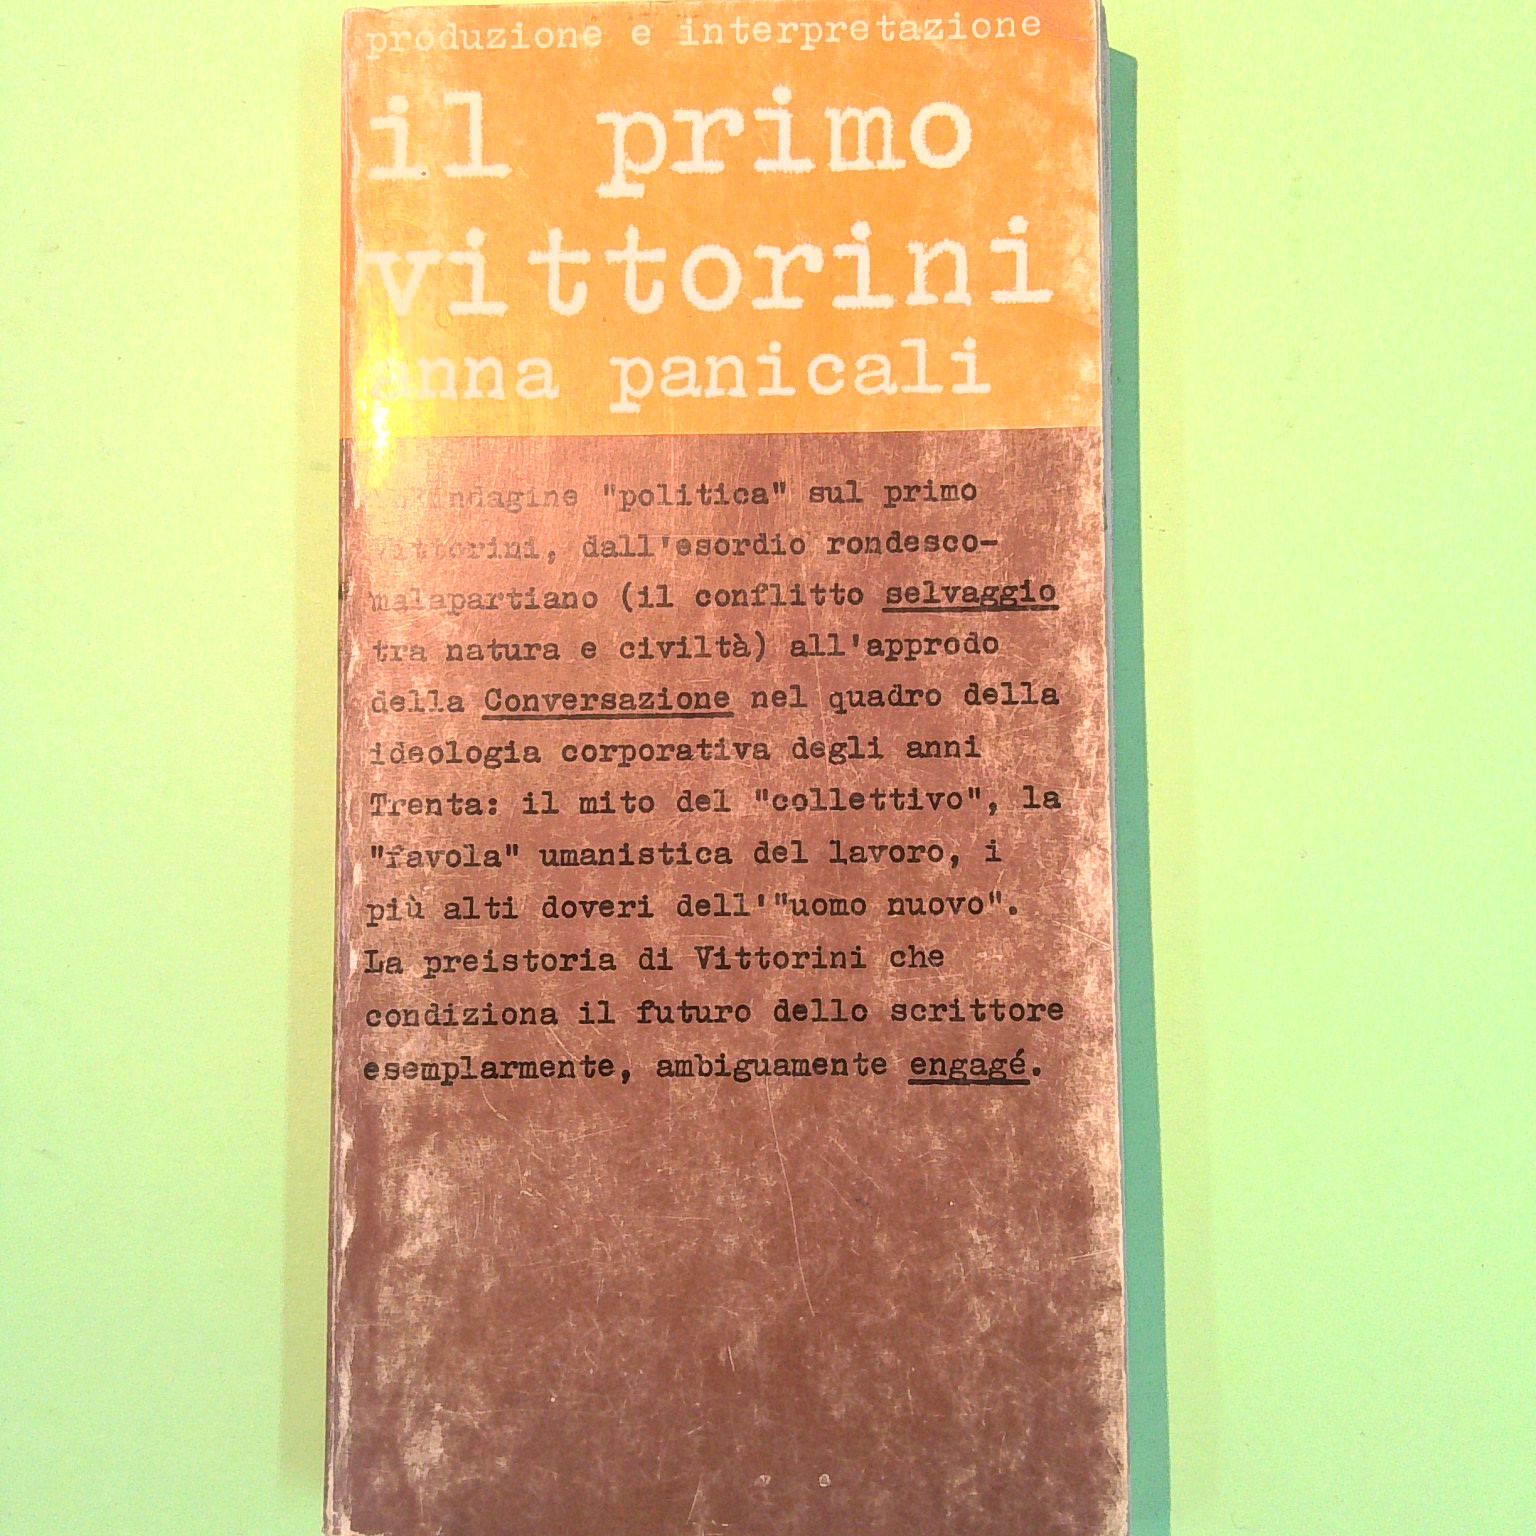 produzione e interpretazione
il primo
vittorini
anna panicali
indagine "politica" sul primo
vittorini, dall'esordio rondesco-
malapartiano (il conflitto selvaggio
tra natura e civiltà) all'approdo
della Conversazione nel quadro della
ideologia corporativa degli anni
Trenta: il mito del "collettivo", la
"favola" umanistica del lavoro, i
più alti doveri dell'"uomo nuovo".
La preistoria di Vittorini che
condiziona il futuro dello scrittore
esemplarmente, ambiguamente engagé.